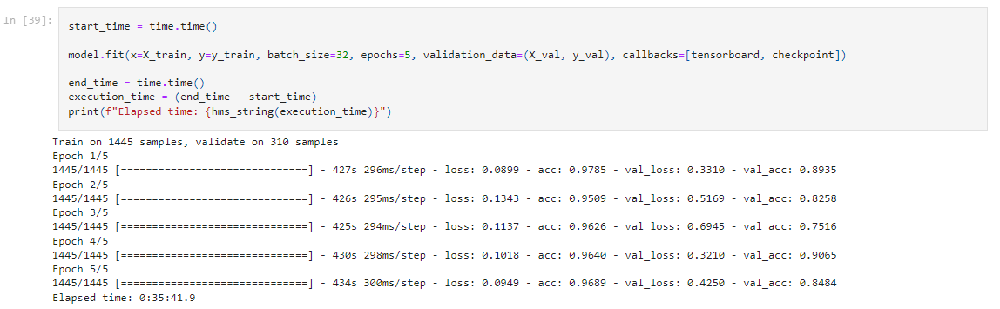 In [39]:
start_time = time.time()
model.fit(x=X_train, y=y_train, batch_size=32, epochs=5, validation_data=(X_val, y_val), callbacks=[tensorboard, checkpoint])
end_time = time.time()
execution_time = (end_time - start_time)
print(f"Elapsed time: {hms_string(execution_time)}")
Train on 1445 samples, validate on 310 samples
Epoch 1/5
1445/1445 [==============================] - 427s 296ms/step - loss: 0.0899 - acc: 0.9785 - val_loss: 0.3310 - val_acc: 0.8935
Epoch 2/5
1445/1445 [==============================] - 426s 295ms/step - loss: 0.1343 - acc: 0.9509 - val_loss: 0.5169 - val_acc: 0.8258
Epoch 3/5
1445/1445 [==============================] - 425s 294ms/step - loss: 0.1137 - acc: 0.9626 - val_loss: 0.6945 - val_acc: 0.7516
Epoch 4/5
1445/1445 [==============================] - 430s 298ms/step - loss: 0.1018 - acc: 0.9640 - val_loss: 0.3210 - val_acc: 0.9065
Epoch 5/5
1445/1445 [==============================] - 434s 300ms/step - loss: 0.0949 - acc: 0.9689 - val_loss: 0.4250 - val_acc: 0.8484
Elapsed time: 0:35:41.9